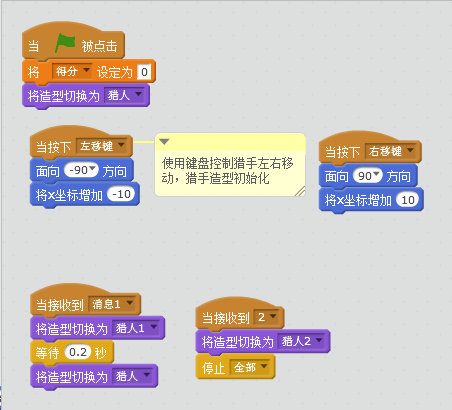 当 被点击
将 得分 设定为 0
将造型切换为 猎人
当按下 左移键
面向 -90 方向
将x坐标增加 -10
使用键盘控制猎手左右移
动，猎手造型初始化
当按下 右移键
面向 90 方向
将x坐标增加 10
当接收到 消息1
将造型切换为 猎人1
等待 0.2 秒
将造型切换为 猎人
当接收到 2
将造型切换为 猎人2
停止 全部